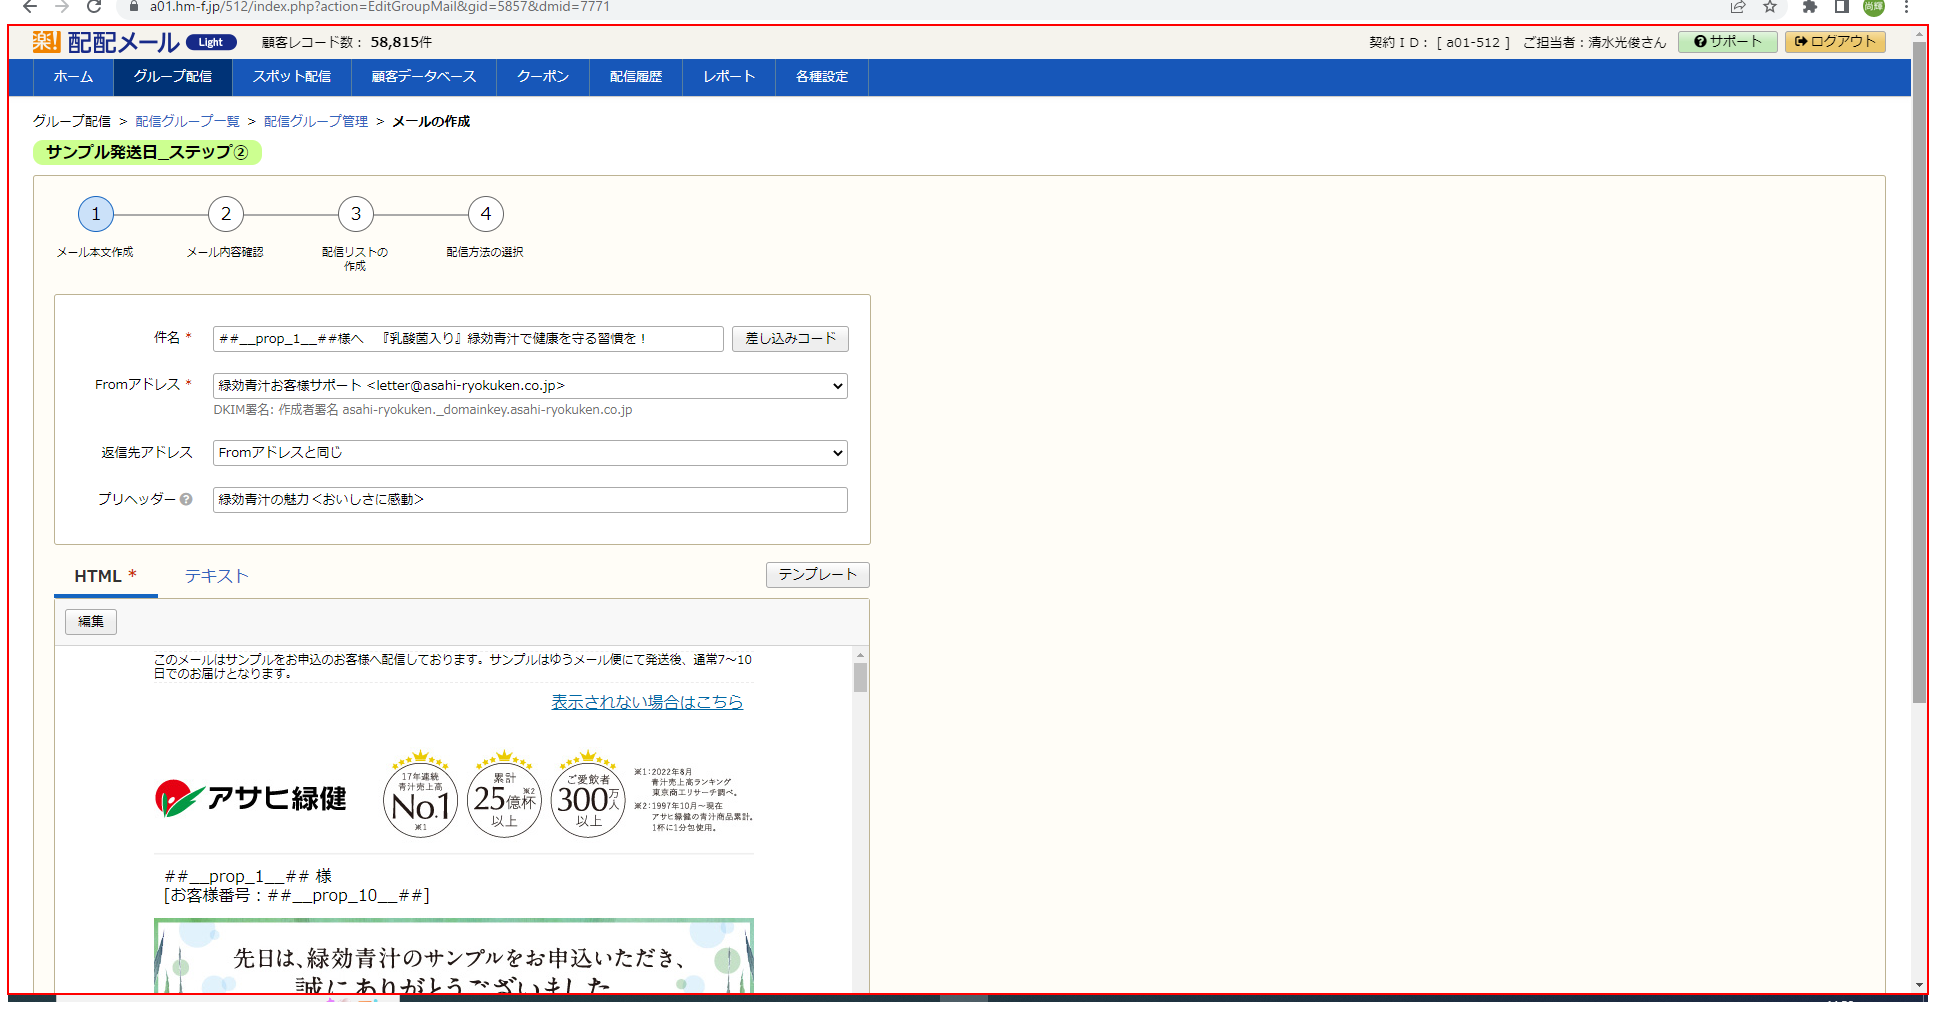 a01.hm-f.jp/512/index.php?action=EditGroupMail&gid=5857&dmid=7771
尚輝
楽! 配配メール Light 顧客レコード数： 58,815件
契約ＩＤ： [ a01-512 ] ご担当者：清水光俊さん サポート ログアウト
ホーム グループ配信 スポット配信 顧客データベース クーポン 配信履歴 レポート 各種設定
グループ配信 > 配信グループ一覧 > 配信グループ管理 > メールの作成
サンプル発送日_ステップ②
1 2 3 4
メール本文作成 メール内容確認 配信リストの 配信方法の選択
作成
件名 * ##__prop_1__##様へ 『乳酸菌入り』緑効青汁で健康を守る習慣を！ 差し込みコード
Fromアドレス * 緑効青汁お客様サポート <letter@asahi-ryokuken.co.jp>
DKIM署名: 作成者署名 asahi-ryokuken._domainkey.asahi-ryokuken.co.jp
返信先アドレス Fromアドレスと同じ
プリヘッダー 緑効青汁の魅力＜おいしさに感動＞
HTML * テキスト テンプレート
編集
このメールはサンプルをお申込のお客様へ配信しております。サンプルはゆうメール便にて発送後、通常7～10
日でのお届けとなります。
表示されない場合はこちら
アサヒ緑健
17年連続
青汁売上高
No.1
※1
累計
25億杯※2
以上
ご愛飲者
300万人
以上
※1:2022年8月
青汁売上高ランキング
東京商工リサーチ調べ。
※2:1997年10月～現在
アサヒ緑健の青汁商品累計。
1杯に1分包使用。
##__prop_1__## 様
[お客様番号：##__prop_10__##]
先日は、緑効青汁のサンプルをお申込いただき、
誠にありがとうございました